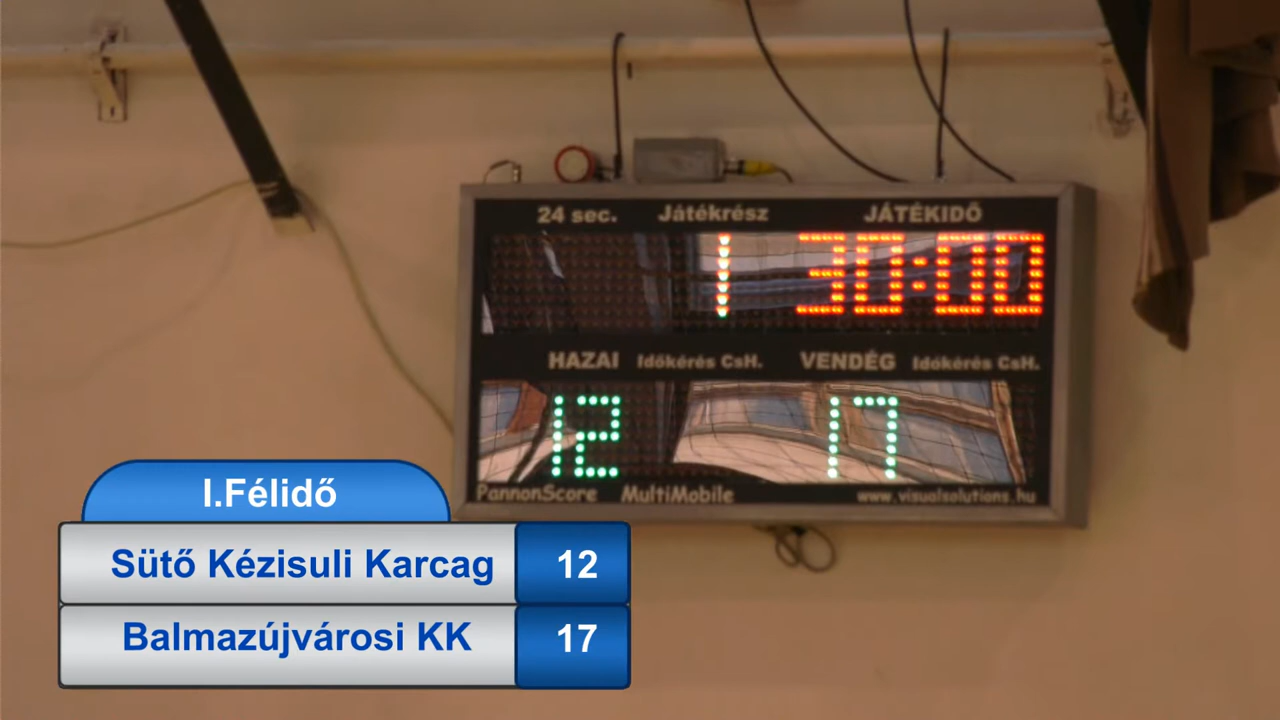 24 sec. Játékrész JÁTÉKIDŐ
1 30:00
HAZAI Időkérés CsH. VENDÉG Időkérés CsH.
12 17
PannonScore MultiMobile www.visualsolutions.hu
I.Félidő
Sütő Kézisuli Karcag 12
Balmazújvárosi KK 17